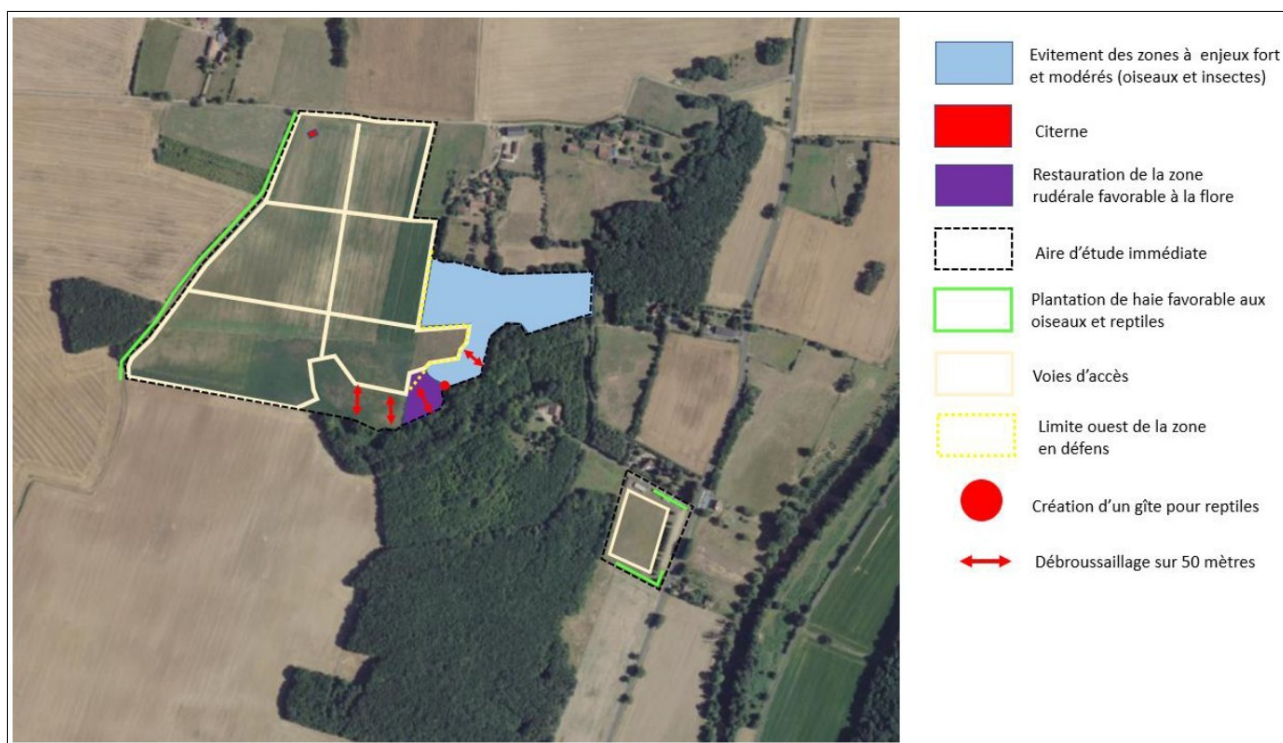 Evitement des zones à enjeux fort
et modérés (oiseaux et insectes)
Citerne
Restauration de la zone
rudérale favorable à la flore
Aire d'étude immédiate
Plantation de haie favorable aux
oiseaux et reptiles
Voies d'accès
Limite ouest de la zone
en défens
Création d'un gîte pour reptiles
Débroussaillage sur 50 mètres